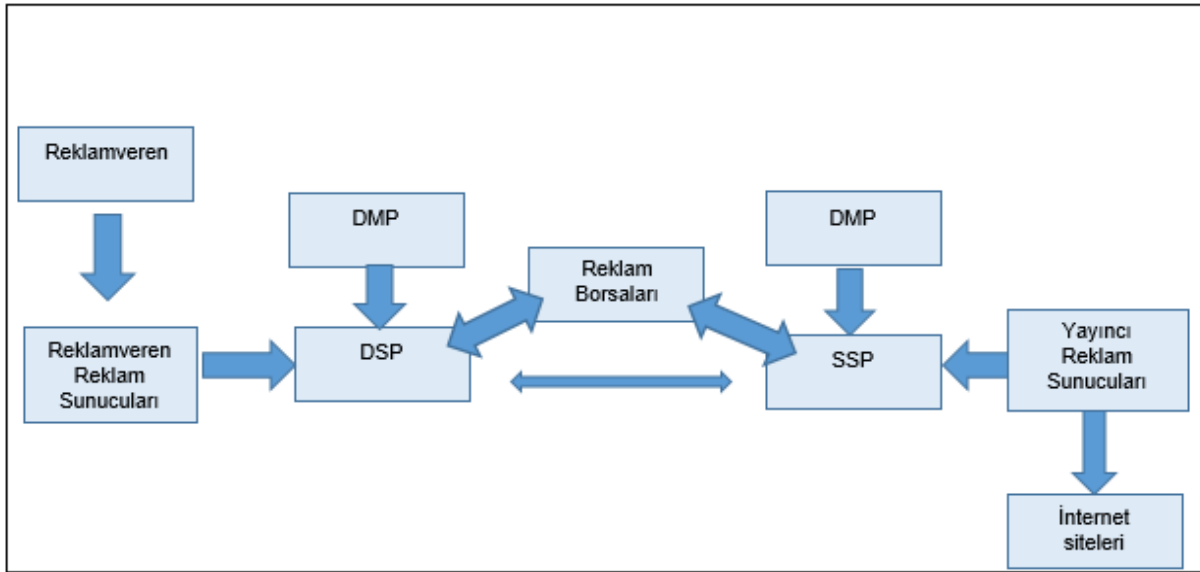 Reklamveren
DMP
DMP
Reklam
Borsaları
Reklamveren
Reklam
Sunucuları
DSP
SSP
Yayıncı
Reklam
Sunucuları
İnternet
siteleri